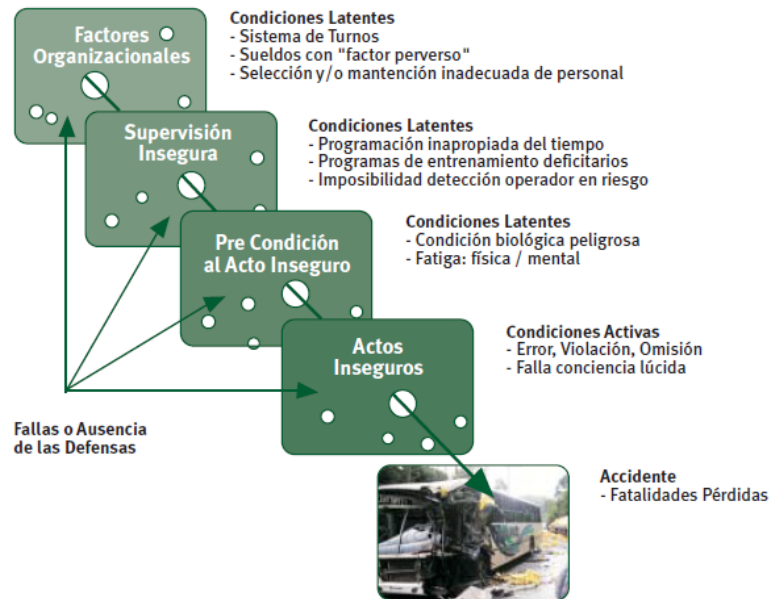 Factores
Organizacionales
Condiciones Latentes
- Sistema de Turnos
- Sueldos con "factor perverso"
- Selección y/o mantención inadecuada de personal
Supervisión
Insegura
Condiciones Latentes
- Programación inapropiada del tiempo
- Programas de entrenamiento deficitarios
- Imposibilidad detección operador en riesgo
Pre Condición
al Acto Inseguro
Condiciones Latentes
- Condición biológica peligrosa
- Fatiga: física / mental
Actos
Inseguros
Condiciones Activas
- Error, Violación, Omisión
- Falla conciencia lúcida
Fallas o Ausencia
de las Defensas
Accidente
- Fatalidades Pérdidas